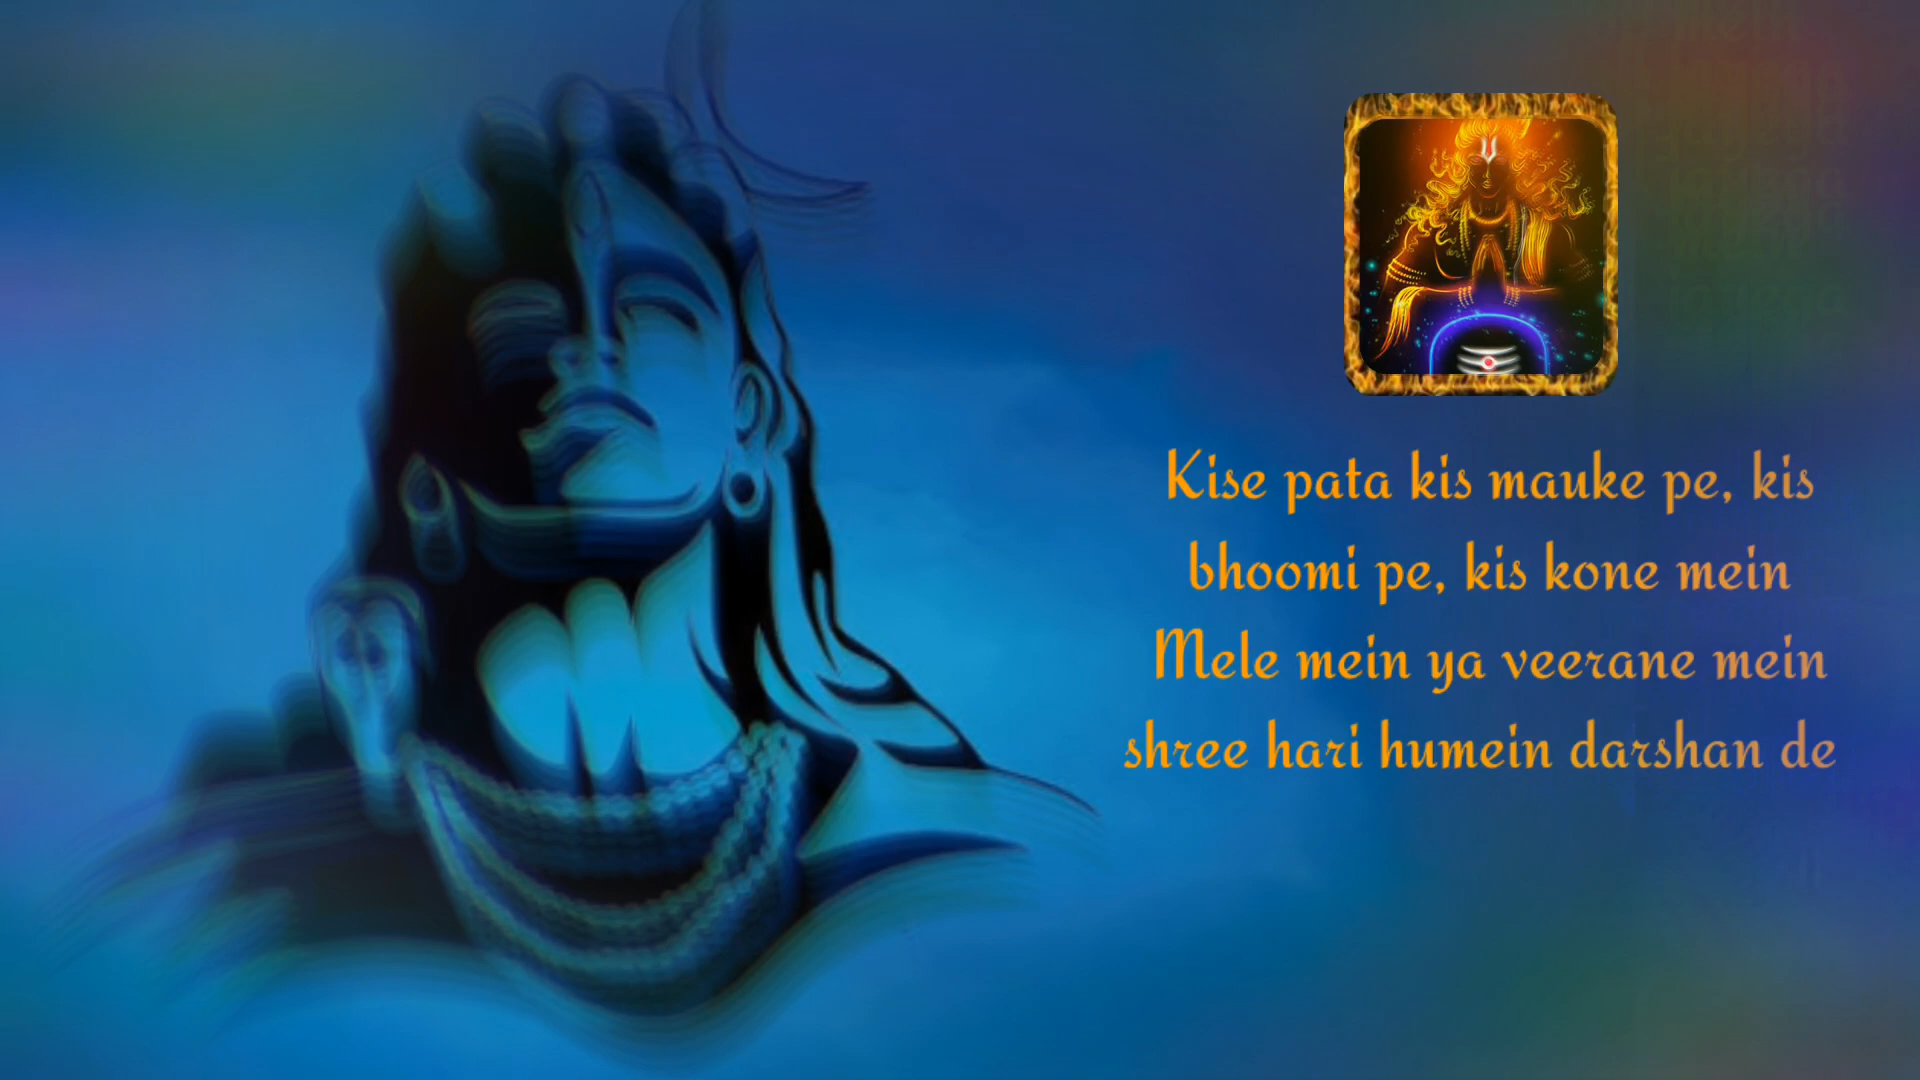 Kise pata kis mauke pe, kis
bhoomi pe, kis kone mein
Mele mein ya veerane mein
shree hari humein darshan de